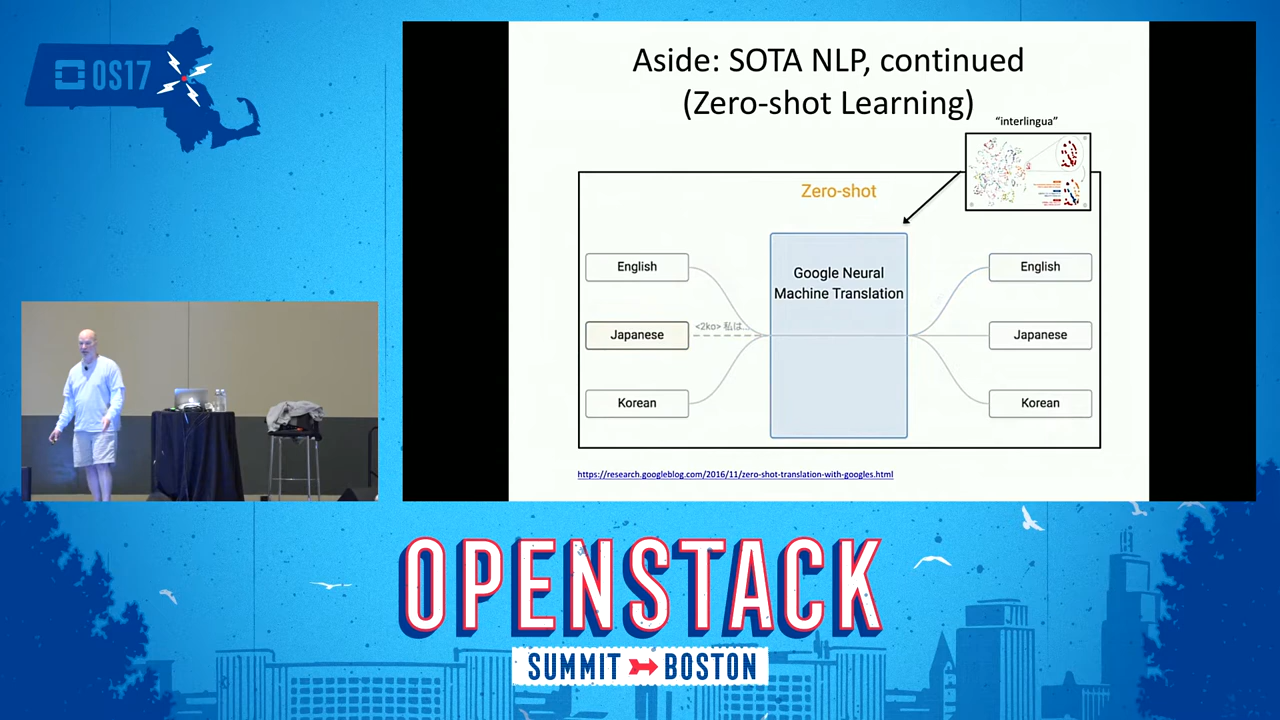 OS17
Aside: SOTA NLP, continued
(Zero-shot Learning)
“interlingua”
Zero-shot
English
Japanese
Korean
<2ko> 私は...
Google Neural
Machine Translation
English
Japanese
Korean
https://research.googleblog.com/2016/11/zero-shot-translation-with-googles.html
OPENSTACK
SUMMIT BOSTON